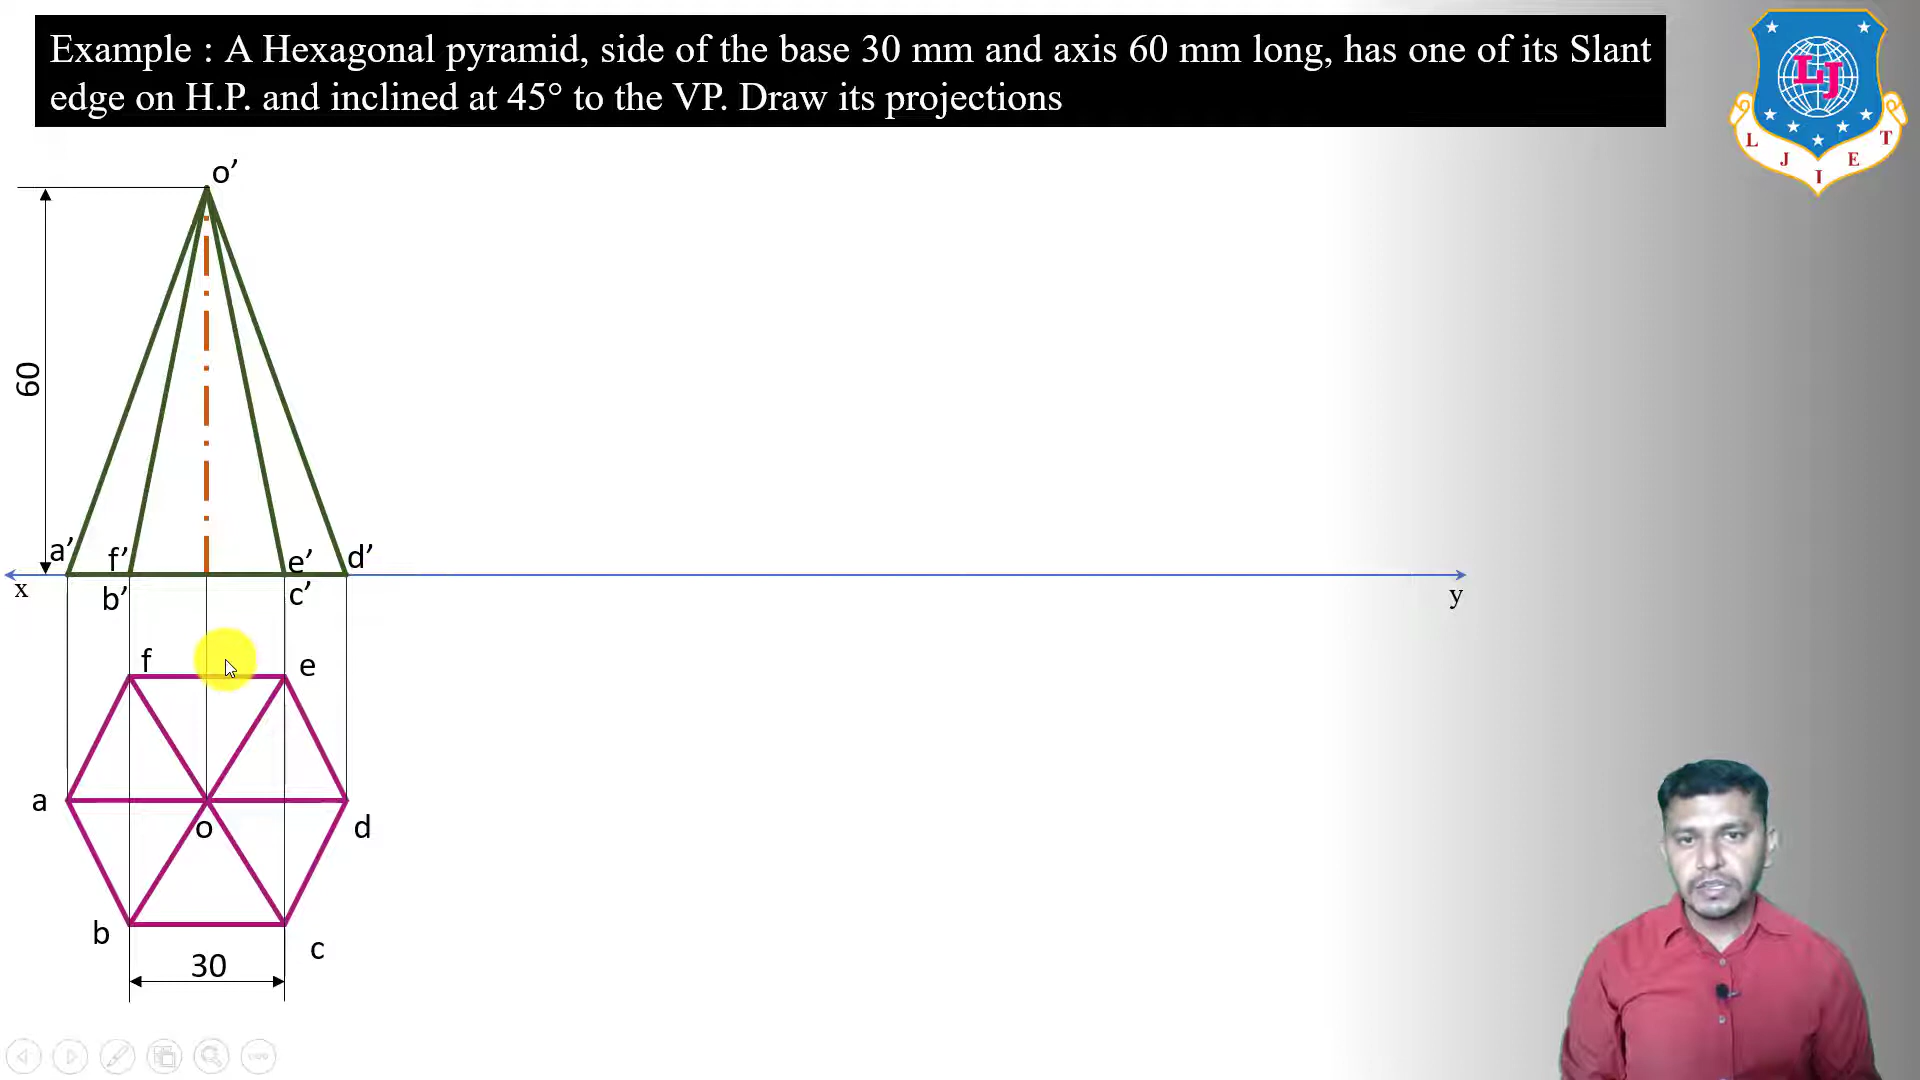 Example : A Hexagonal pyramid, side of the base 30 mm and axis 60 mm long, has one of its Slant
edge on H.P. and inclined at 45° to the VP. Draw its projections
LJ
L J I E T
o’
60
a’ f’ e’ d’
x b’ c’ y
f e
a o d
b c
30